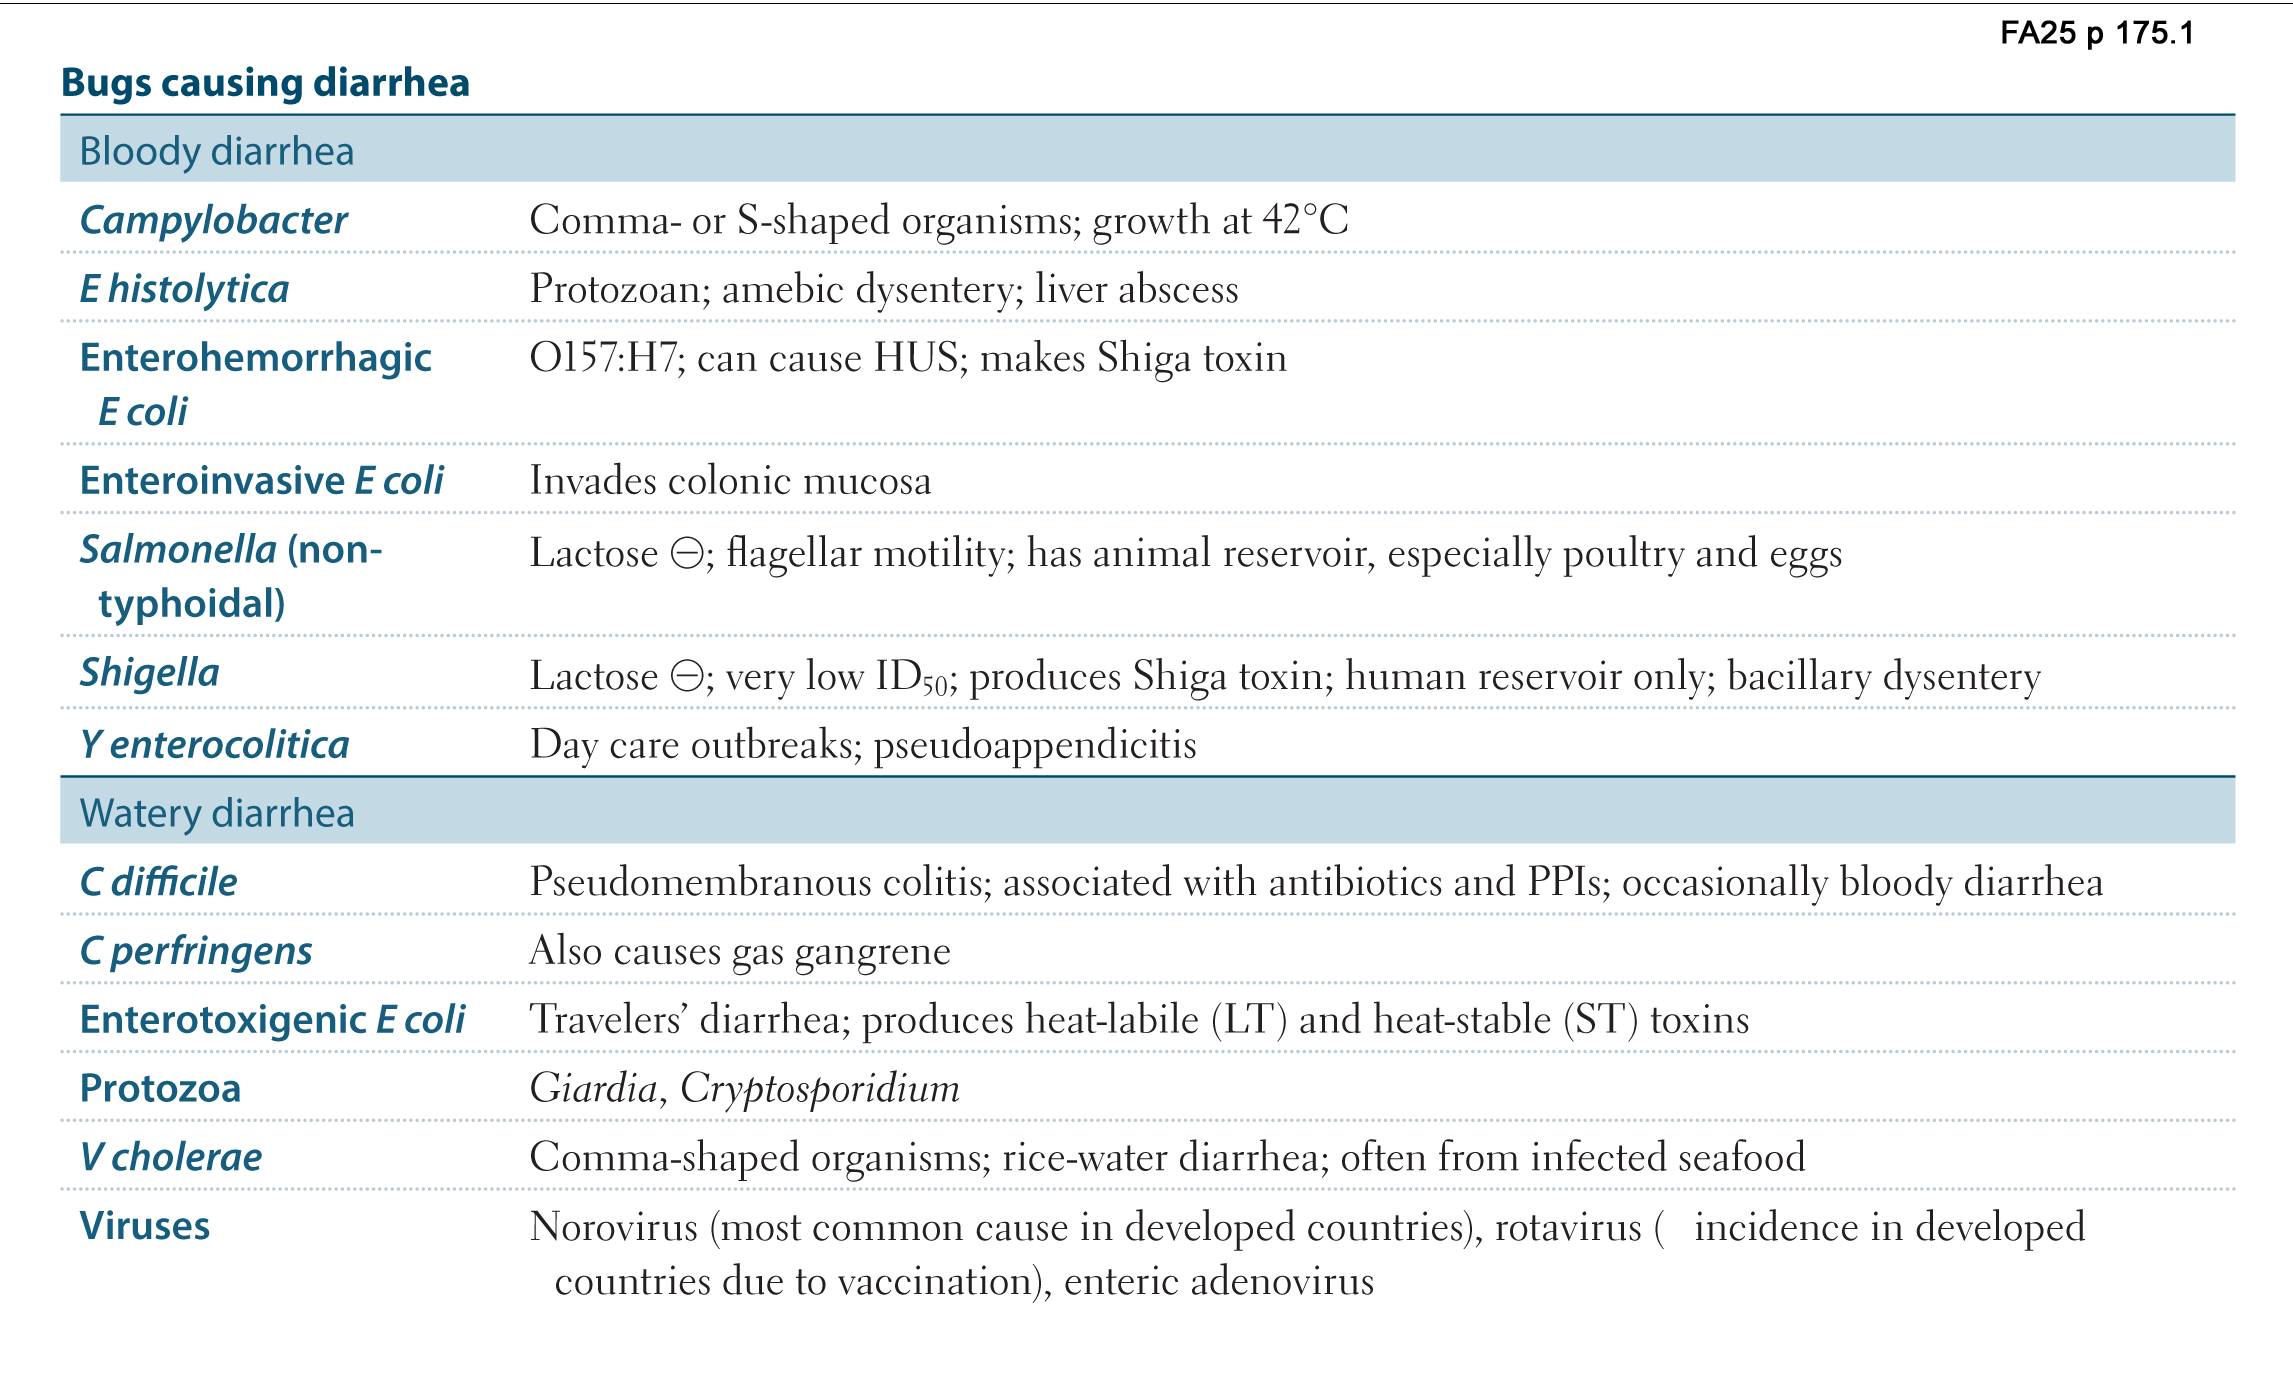 FA25 p 175.1
Bugs causing diarrhea
Bloody diarrhea
Campylobacter Comma- or S-shaped organisms; growth at 42°C
E histolytica Protozoan; amebic dysentery; liver abscess
Enterohemorrhagic O157:H7; can cause HUS; makes Shiga toxin
E coli
Enteroinvasive E coli Invades colonic mucosa
Salmonella (non- Lactose ⊖; flagellar motility; has animal reservoir, especially poultry and eggs
typhoidal)
Shigella Lactose ⊖; very low ID₅₀; produces Shiga toxin; human reservoir only; bacillary dysentery
Y enterocolitica Day care outbreaks; pseudoappendicitis
Watery diarrhea
C difficile Pseudomembranous colitis; associated with antibiotics and PPIs; occasionally bloody diarrhea
C perfringens Also causes gas gangrene
Enterotoxigenic E coli Travelers’ diarrhea; produces heat-labile (LT) and heat-stable (ST) toxins
Protozoa Giardia, Cryptosporidium
V cholerae Comma-shaped organisms; rice-water diarrhea; often from infected seafood
Viruses Norovirus (most common cause in developed countries), rotavirus ( incidence in developed
countries due to vaccination), enteric adenovirus